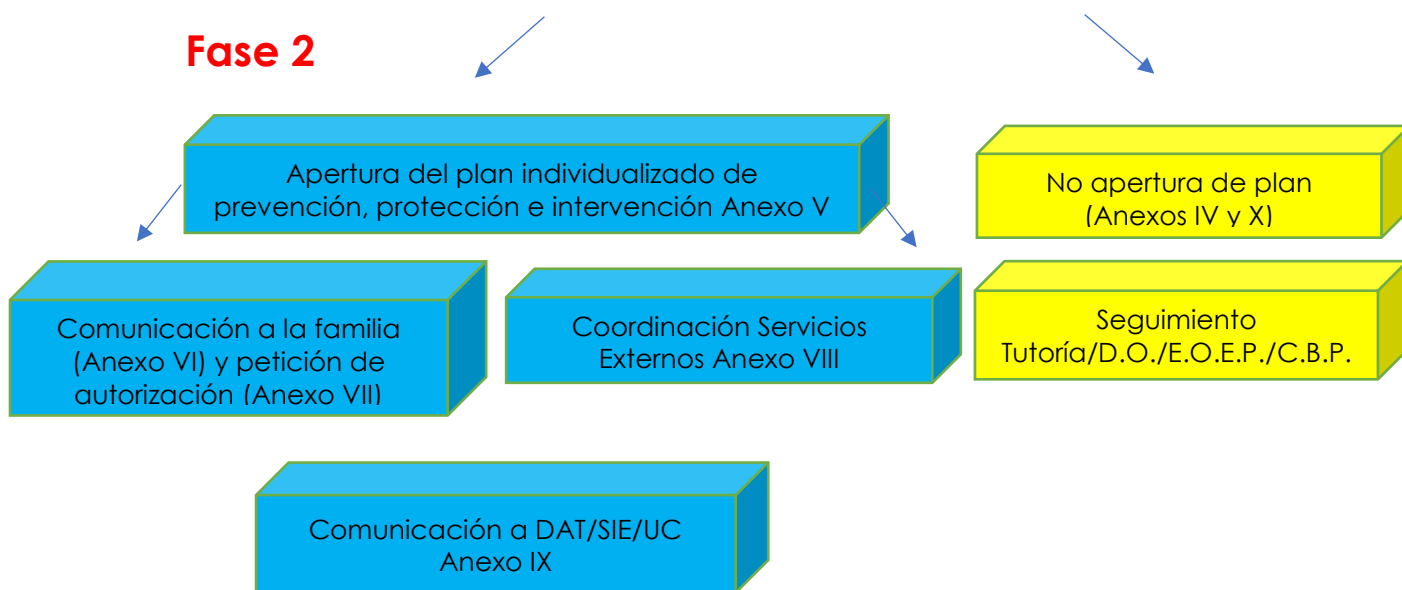 Fase 2
Apertura del plan individualizado de
prevención, protección e intervención Anexo V
No apertura de plan
(Anexos IV y X)
Comunicación a la familia
(Anexo VI) y petición de
autorización (Anexo VII)
Coordinación Servicios
Externos Anexo VIII
Seguimiento
Tutoría/D.O./E.O.E.P./C.B.P.
Comunicación a DAT/SIE/UC
Anexo IX